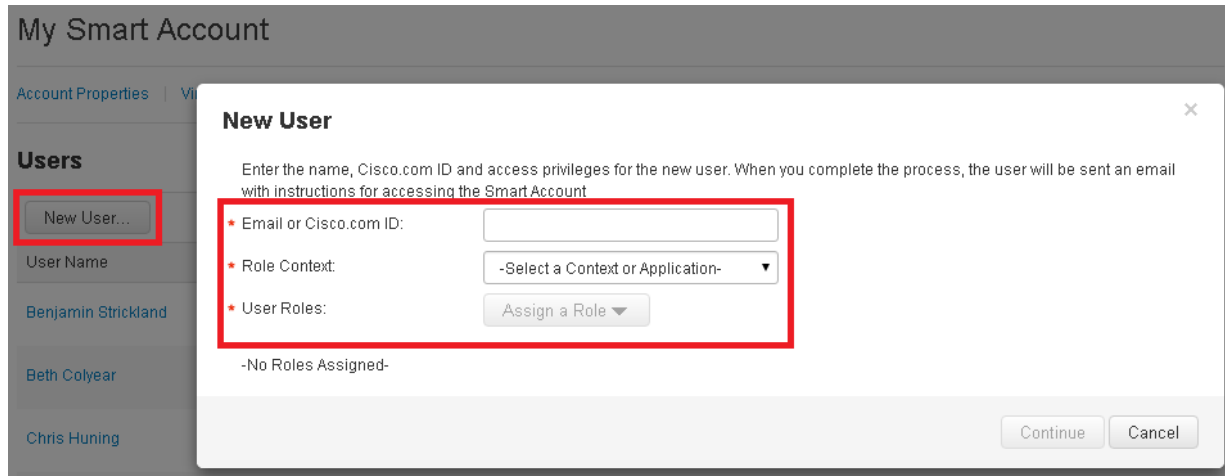 My Smart Account
Account Properties | Vi
New User
×
Users
Enter the name, Cisco.com ID and access privileges for the new user. When you complete the process, the user will be sent an email
with instructions for accessing the Smart Account
New User...
* Email or Cisco.com ID:
User Name
* Role Context: -Select a Context or Application-
Benjamin Strickland
* User Roles: Assign a Role
-No Roles Assigned-
Beth Colyear
Chris Huning
Continue Cancel